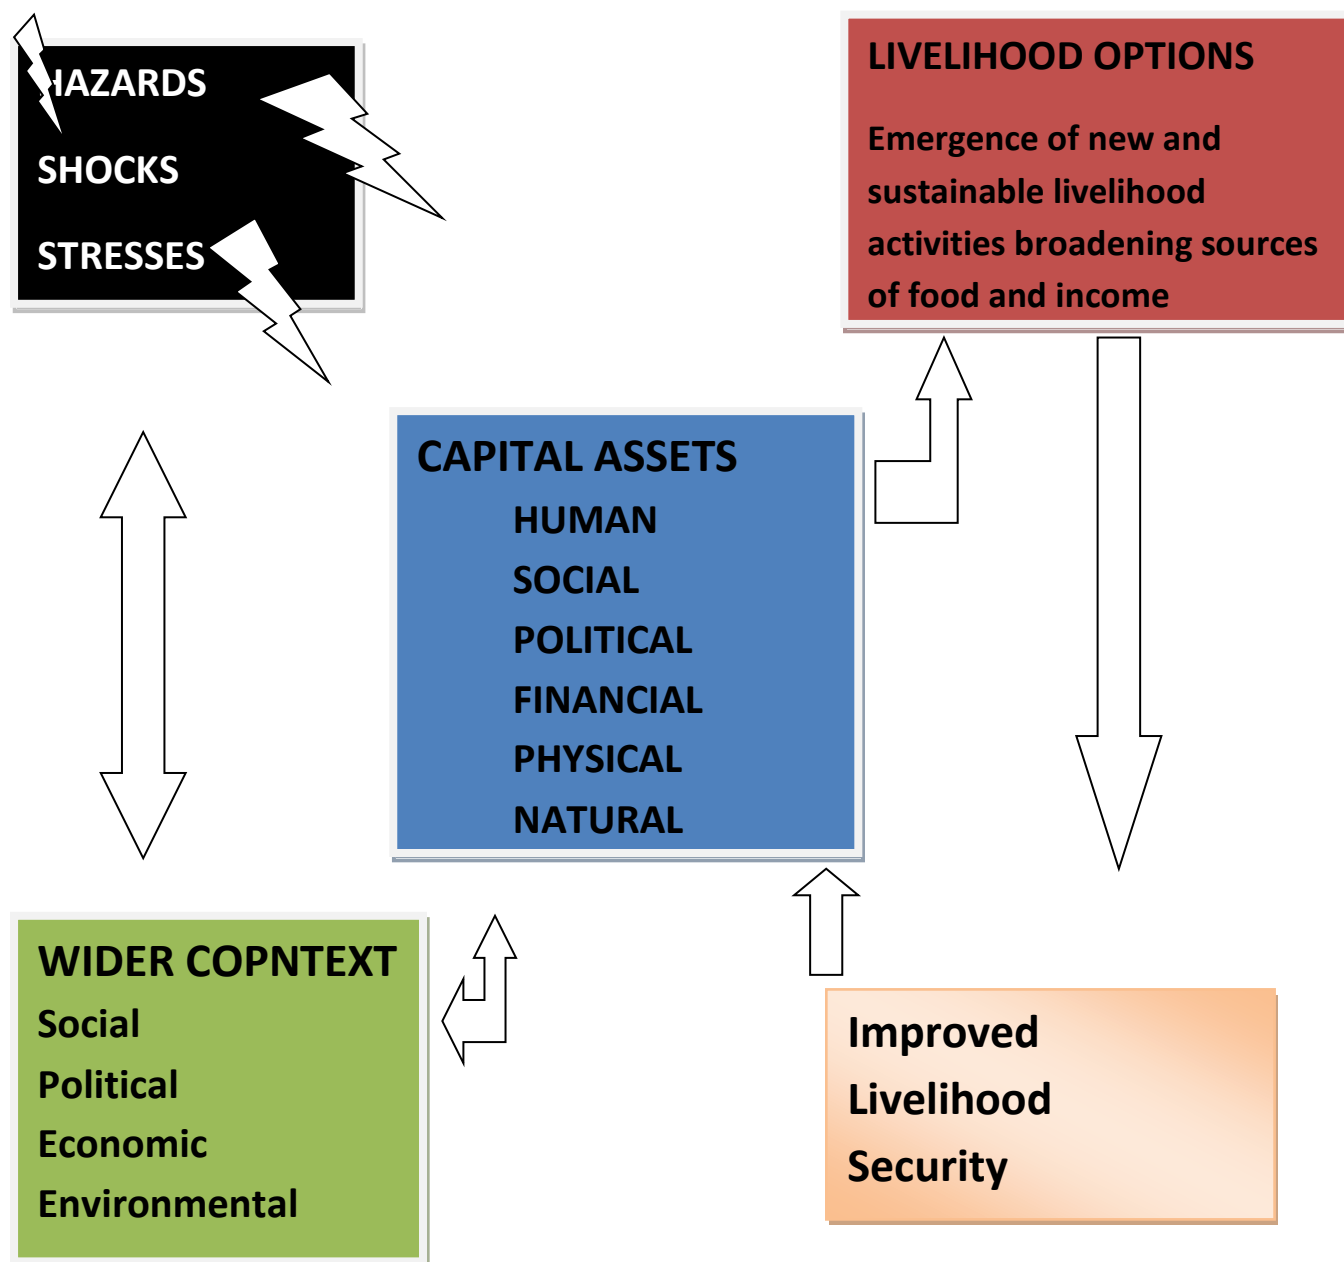 HAZARDS
SHOCKS
STRESSES
LIVELIHOOD OPTIONS
Emergence of new and
sustainable livelihood
activities broadening sources
of food and income
CAPITAL ASSETS
HUMAN
SOCIAL
POLITICAL
FINANCIAL
PHYSICAL
NATURAL
WIDER COPNTEXT
Social
Political
Economic
Environmental
Improved
Livelihood
Security